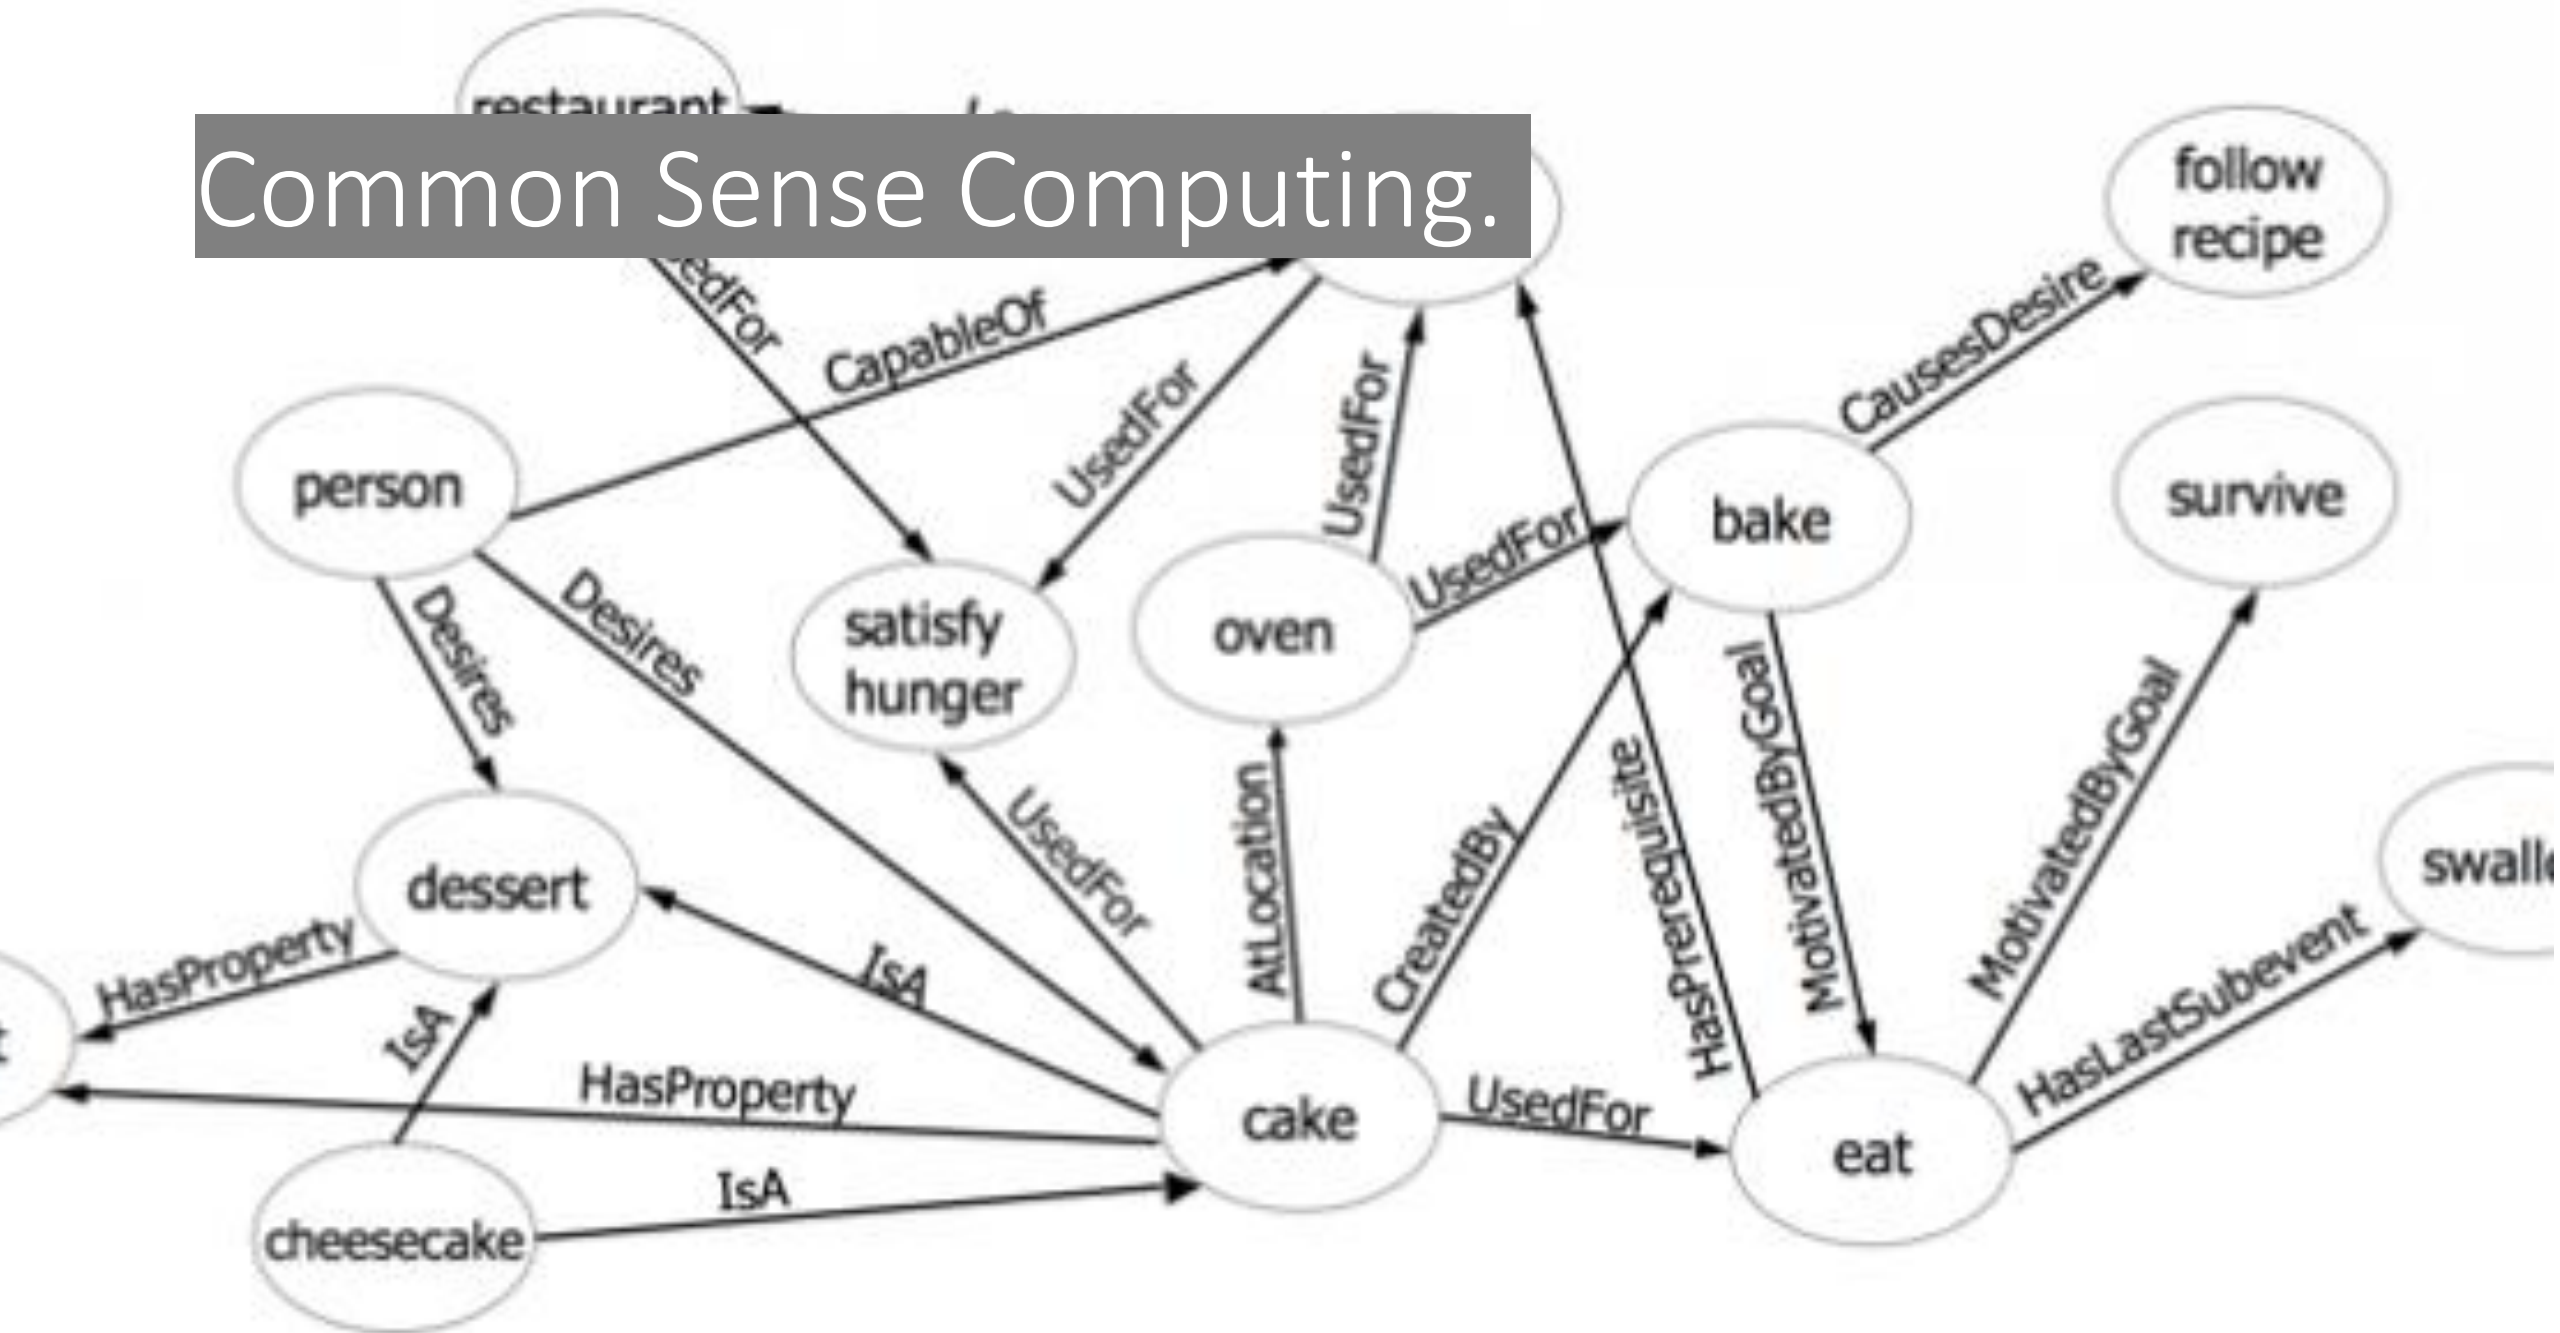 restaurant
Common Sense Computing.
follow
recipe
edFor
CapableOf
CausesDesire
UsedFor
UsedFor
person
survive
UsedFor
bake
Desires
Desires
satisfy
hunger
oven
MotivatedByGoal
MotivatedByGoal
HasPrerequisite
AtLocation
UsedFor
CreatedBy
dessert
swalle
HasProperty
IsA
HasLastSubevent
IsA
HasProperty
cake
UsedFor
eat
IsA
cheesecake